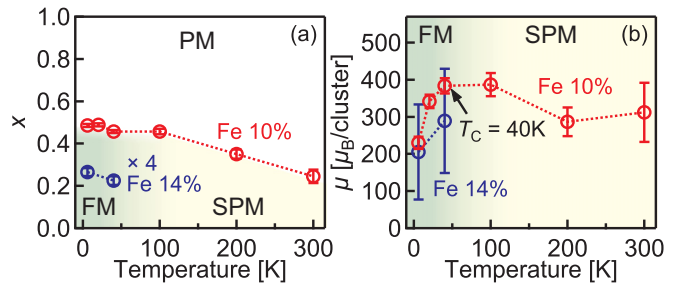 (a)
PM
Fe 10%
× 4
Fe 14%
FM
SPM
x
1.0
0.8
0.6
0.4
0.2
0.0
0
100
200
300
Temperature [K]
(b)
FM
SPM
Fe 10%
T_C = 40K
Fe 14%
μ [μ_B/cluster]
500
400
300
200
100
0
0
100
200
300
Temperature [K]